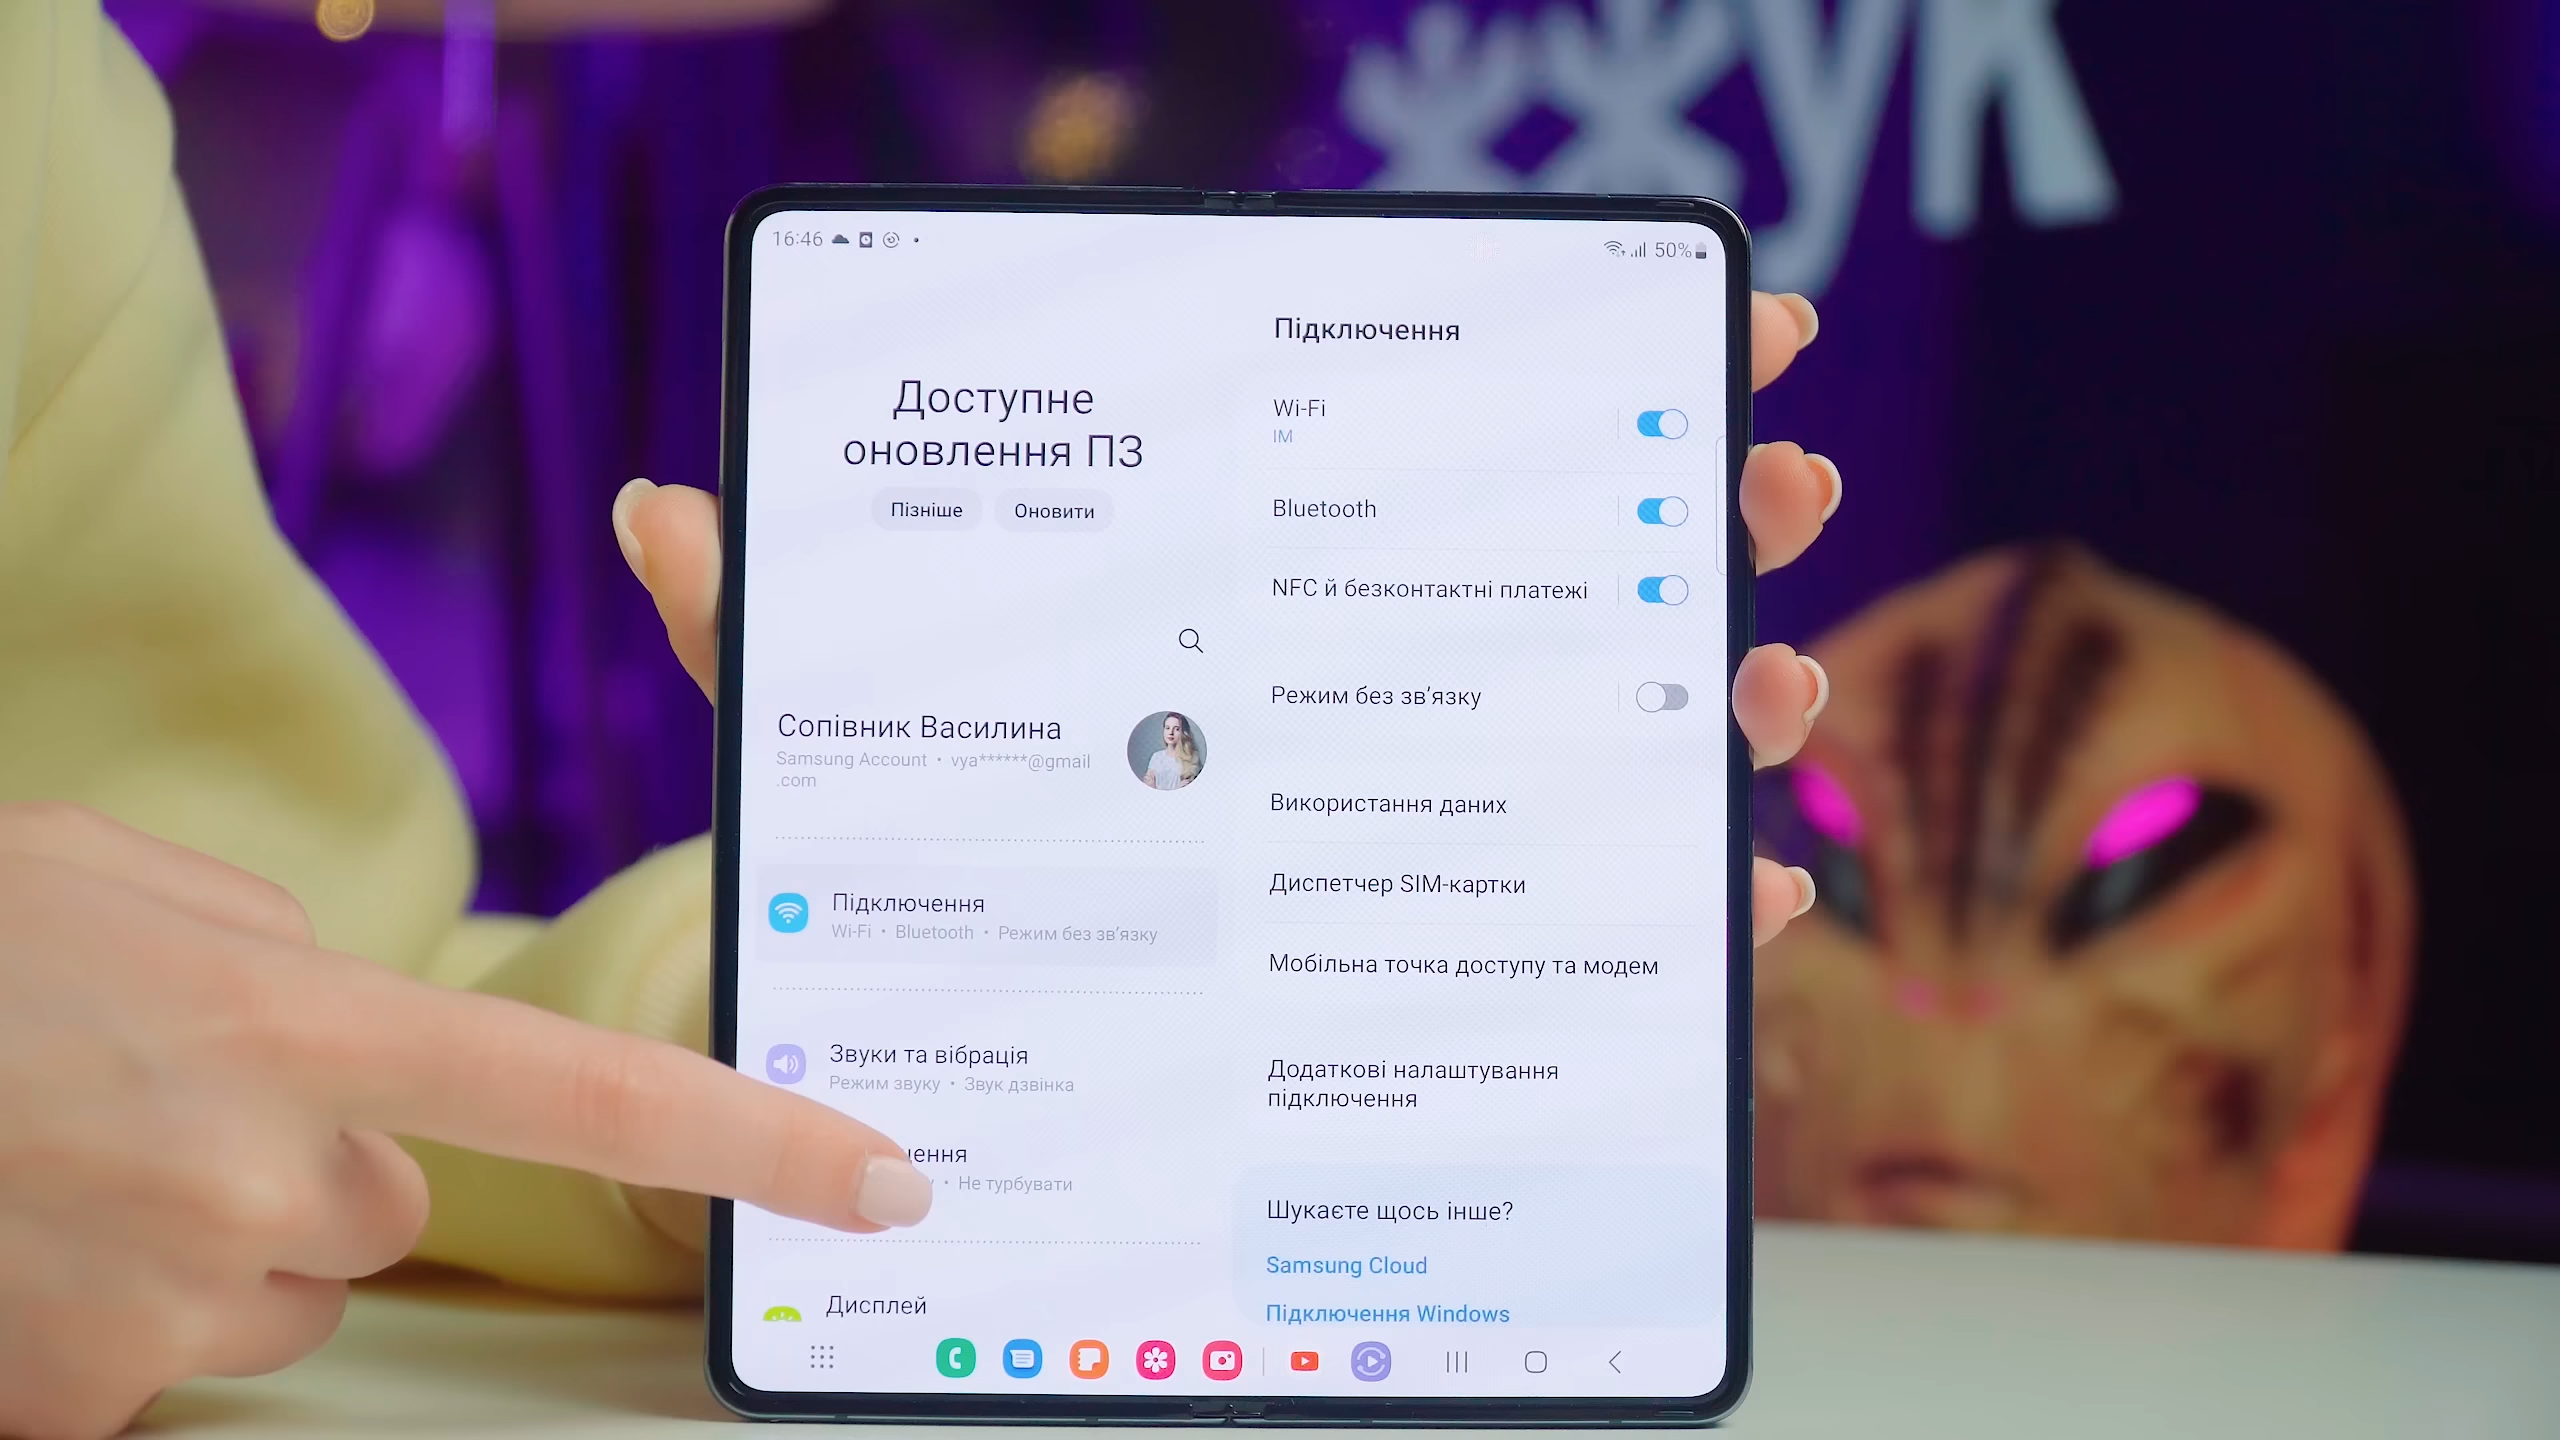 16:46
50%
Доступне
оновлення ПЗ
Пізніше
Оновити
Сопівник Василина
Samsung Account • vya******@gmail
.com
Підключення
Wi-Fi • Bluetooth • Режим без зв'язку
Звуки та вібрація
Режим звуку • Звук дзвінка
• Не турбувати
Дисплей
Підключення
Wi-Fi
IM
Bluetooth
NFC й безконтактні платежі
Режим без зв'язку
Використання даних
Диспетчер SIM-картки
Мобільна точка доступу та модем
Додаткові налаштування
підключення
Шукаєте щось інше?
Samsung Cloud
Підключення Windows